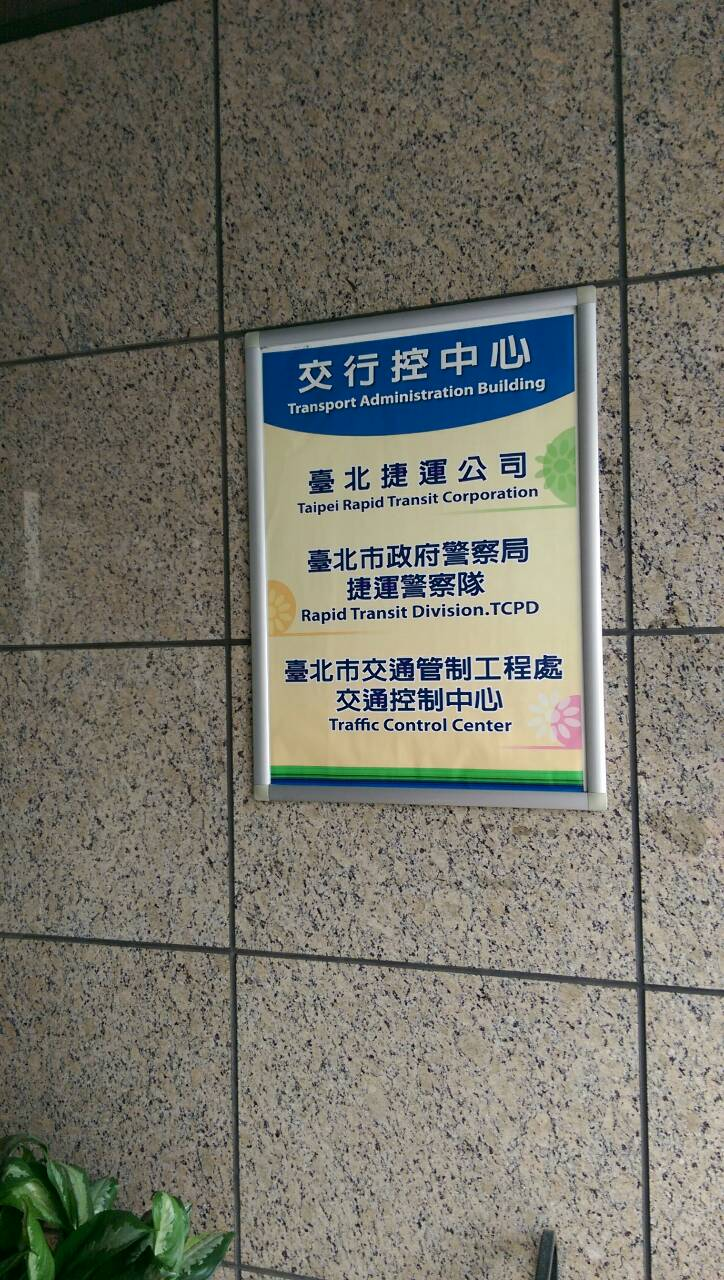 交行控中心
Transport Administration Building
臺北捷運公司
Taipei Rapid Transit Corporation
臺北市政府警察局
捷運警察隊
Rapid Transit Division.TCPD
臺北市交通管制工程處
交通控制中心
Traffic Control Center